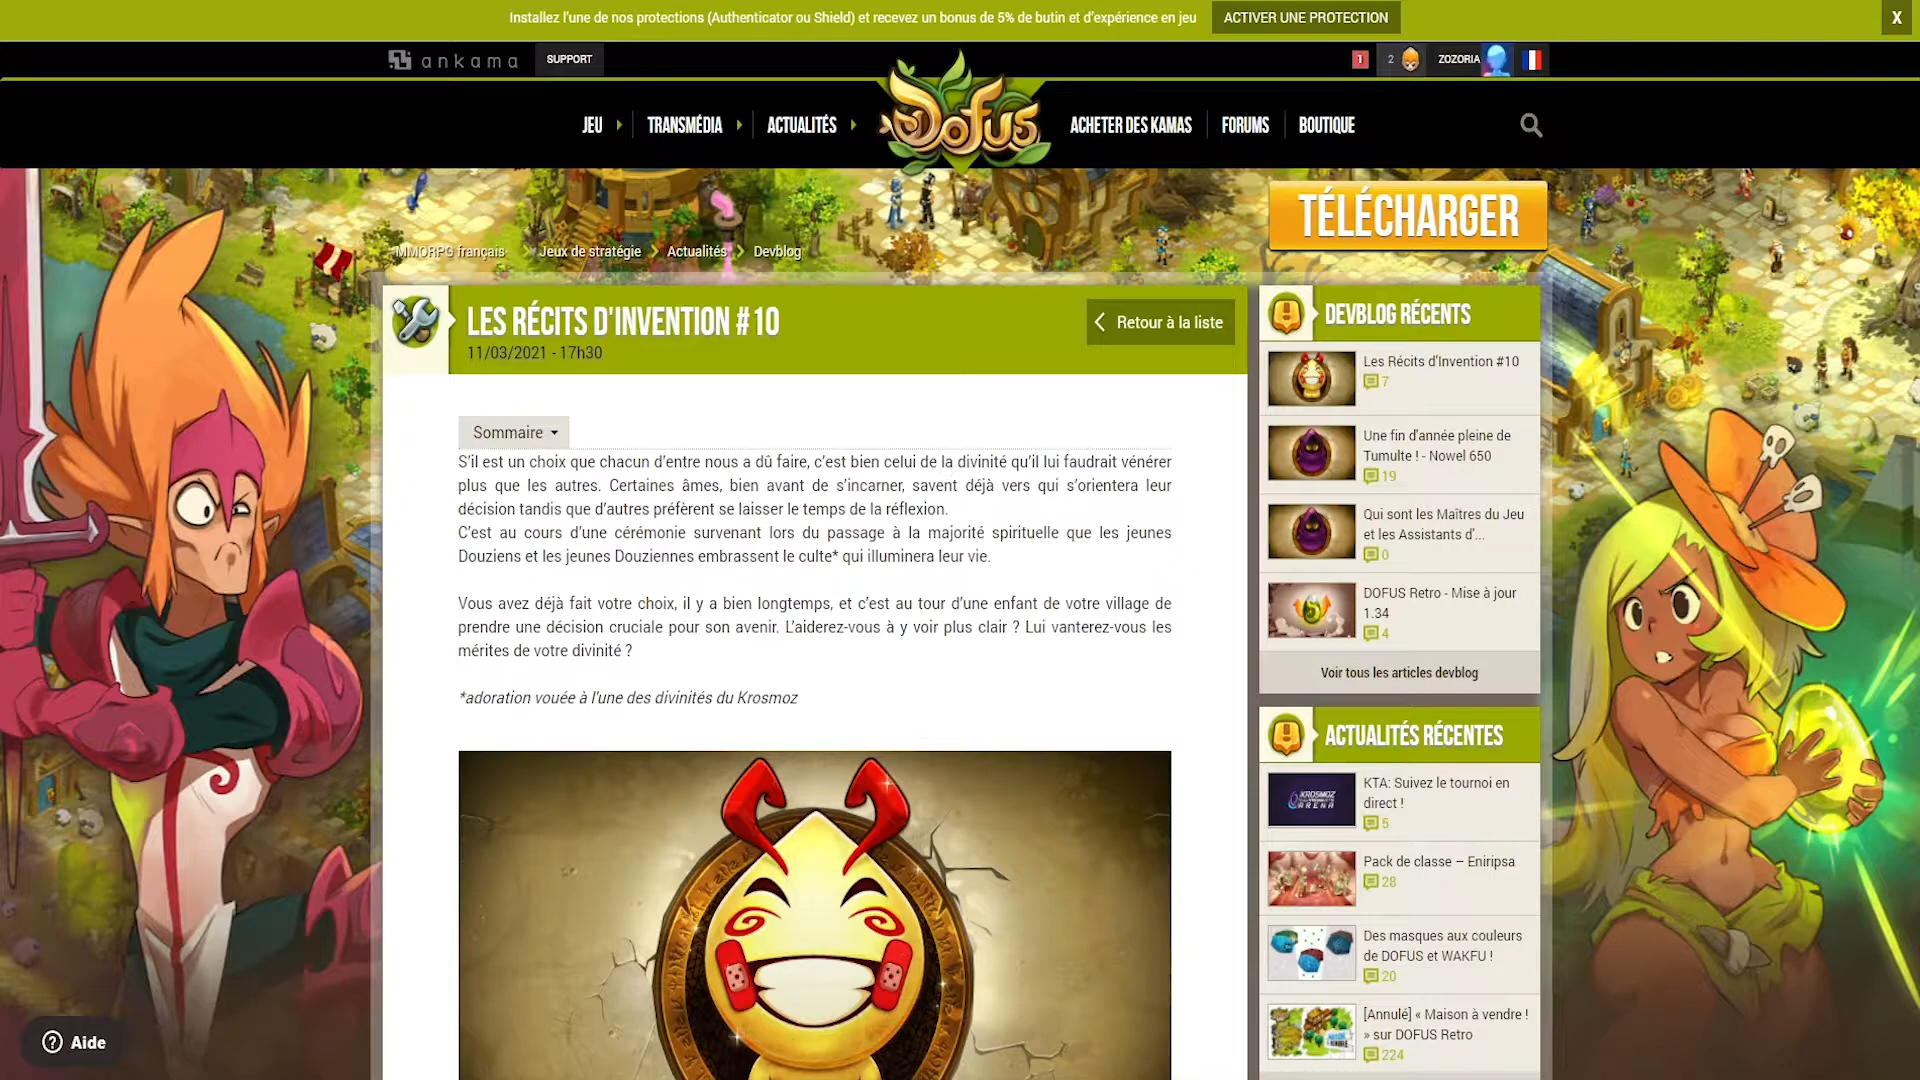 Installez l'une de nos protections (Authenticator ou Shield) et recevez un bonus de 5% de butin et d'expérience en jeu
ACTIVER UNE PROTECTION
X
ankama
SUPPORT
1
2
ZOZORIA
JEU
TRANSMÉDIA
ACTUALITÉS
DOFUS
ACHETER DES KAMAS
FORUMS
BOUTIQUE
TÉLÉCHARGER
MMORPG français
Jeux de stratégie
Actualités
Devblog
LES RÉCITS D'INVENTION #10
11/03/2021 - 17h30
Retour à la liste
Sommaire
S'il est un choix que chacun d'entre nous a dû faire, c'est bien celui de la divinité qu'il lui faudrait vénérer
plus que les autres. Certaines âmes, bien avant de s'incarner, savent déjà vers qui s'orientera leur
décision tandis que d'autres préfèrent se laisser le temps de la réflexion.
C'est au cours d'une cérémonie survenant lors du passage à la majorité spirituelle que les jeunes
Douziens et les jeunes Douziennes embrassent le culte* qui illuminera leur vie.
Vous avez déjà fait votre choix, il y a bien longtemps, et c'est au tour d'une enfant de votre village de
prendre une décision cruciale pour son avenir. L'aiderez-vous à y voir plus clair ? Lui vanterez-vous les
mérites de votre divinité ?
*adoration vouée à l'une des divinités du Krosmoz
DEVBLOG RÉCENTS
Les Récits d'Invention #10
7
Une fin d'année pleine de
Tumulte ! - Nowel 650
19
Qui sont les Maîtres du Jeu
et les Assistants d'...
0
DOFUS Retro - Mise à jour
1.34
4
Voir tous les articles devblog
ACTUALITÉS RÉCENTES
KROSMOZ
ARENA
KTA: Suivez le tournoi en
direct !
5
Pack de classe – Eniripsa
28
Des masques aux couleurs
de DOFUS et WAKFU !
20
[Annulé] « Maison à vendre !
» sur DOFUS Retro
224
Aide